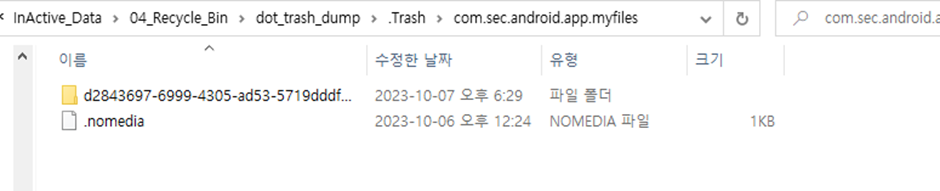 InActive_Data > 04_Recycle_Bin > dot_trash_dump > .Trash > com.sec.android.app.myfiles
com.sec.android.a
이름 수정한 날짜 유형 크기
d2843697-6999-4305-ad53-5719dddf... 2023-10-07 오후 6:29 파일 폴더
.nomedia 2023-10-06 오후 12:24 NOMEDIA 파일 1KB